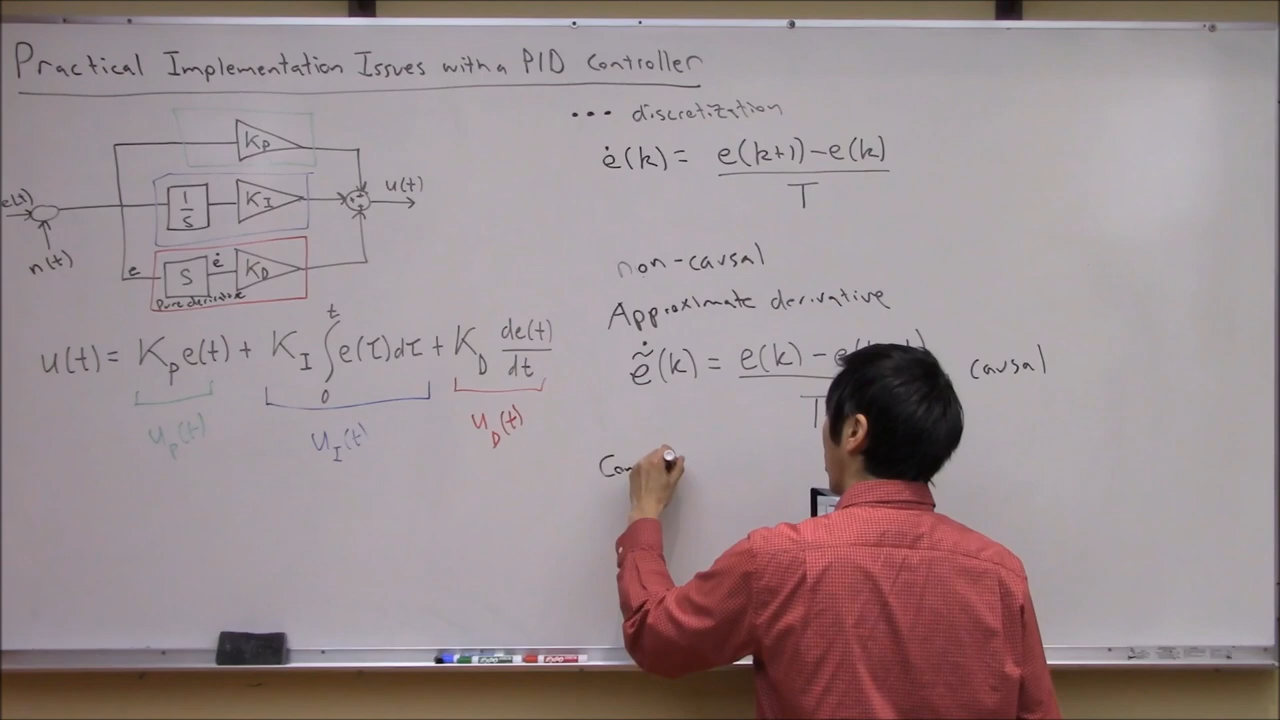 Practical Implementation Issues with a PID Controller
••• discretization
ė(k) = e(k+1)-e(k)
T
KP
e(t)
1
S
KI
u(t)
n(t)
e
S
ė
KD
Pure derivative
non-causal
Approximate derivative
u(t) = Kp e(t) + KI ∫ t 0 e(τ)dτ + KD de(t)
dt
uP(t)
uI(t)
uD(t)
ẽ̇(k) = e(k) - e(
T
causal